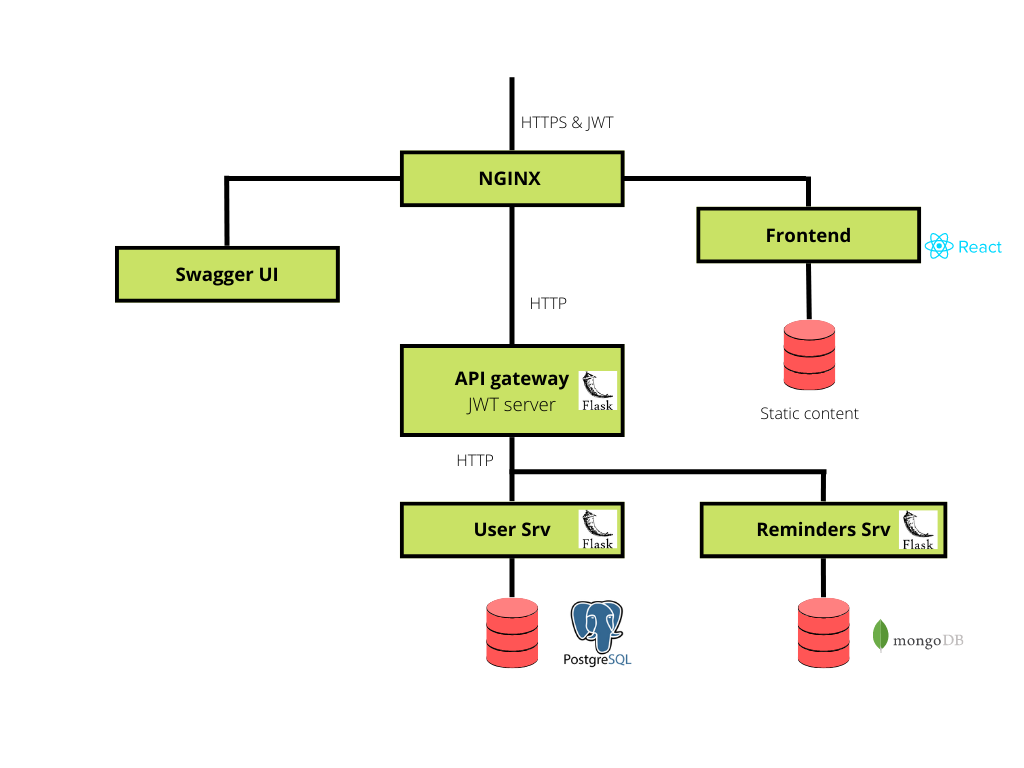 HTTPS & JWT
NGINX
Frontend
React
Swagger UI
HTTP
API gateway
JWT server
Flask
Static content
HTTP
User Srv
Flask
Reminders Srv
Flask
PostgreSQL
mongoDB